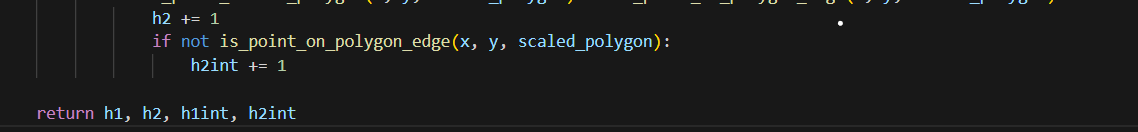 h2 += 1
if not is_point_on_polygon_edge(x, y, scaled_polygon):
h2int += 1
return h1, h2, h1int, h2int